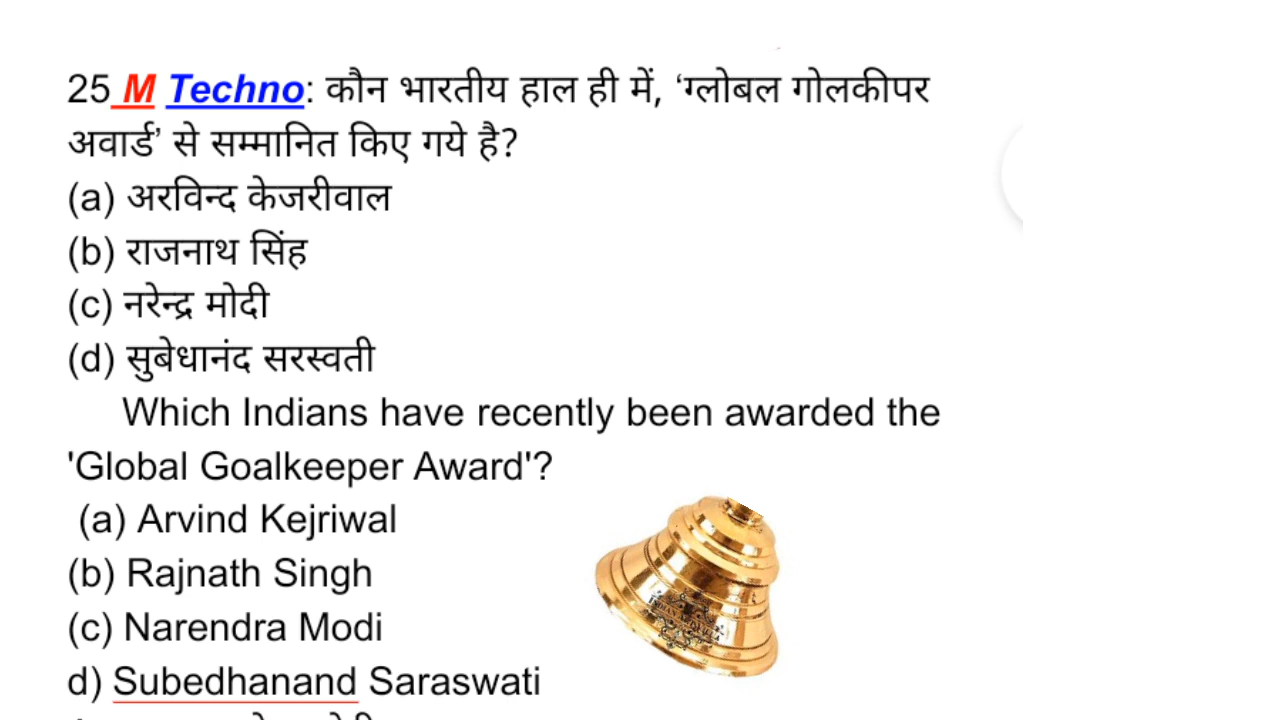 25 M Techno: कौन भारतीय हाल ही में, ‘ग्लोबल गोलकीपर
अवार्ड’ से सम्मानित किए गये है?
(a) अरविन्द केजरीवाल
(b) राजनाथ सिंह
(c) नरेन्द्र मोदी
(d) सुबेधानंद सरस्वती
Which Indians have recently been awarded the
'Global Goalkeeper Award'?
(a) Arvind Kejriwal
(b) Rajnath Singh
(c) Narendra Modi
d) Subedhanand Saraswati